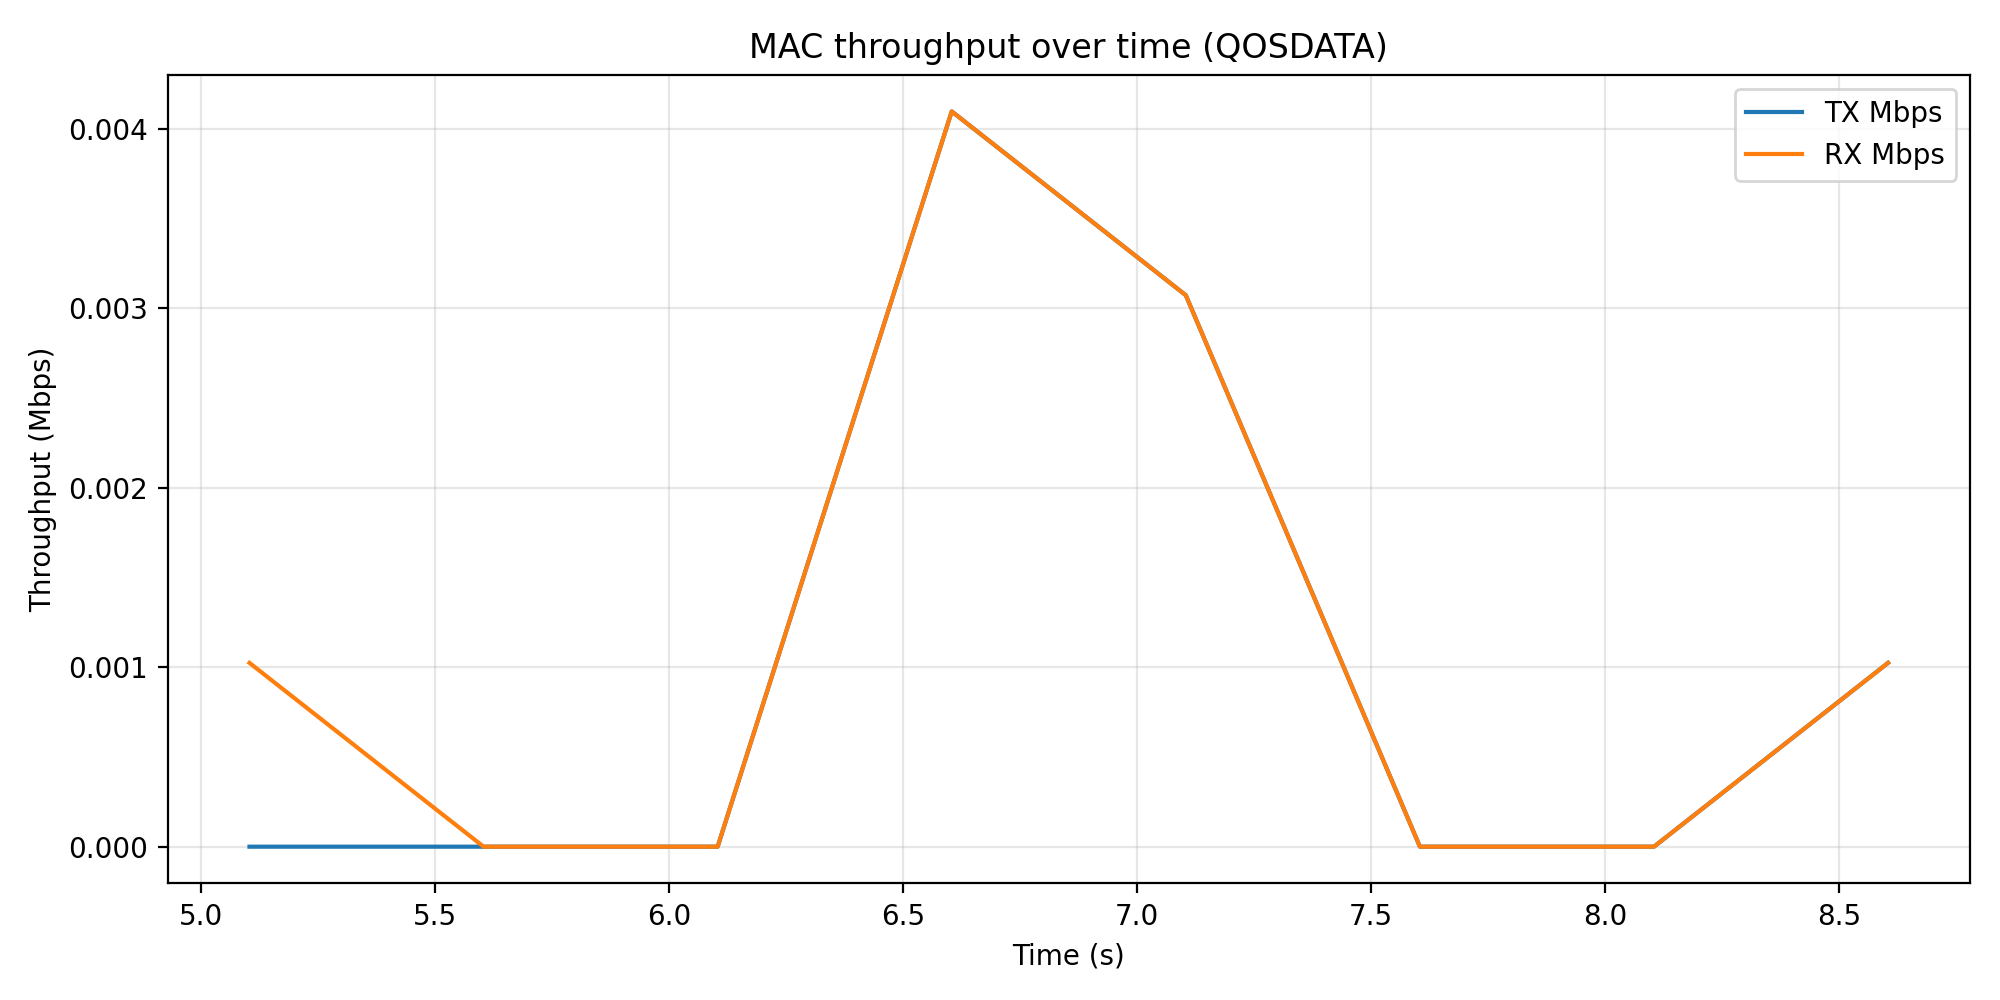 MAC throughput over time (QOSDATA)
TX Mbps
RX Mbps
Throughput (Mbps)
0.004
0.003
0.002
0.001
0.000
5.0 5.5 6.0 6.5 7.0 7.5 8.0 8.5
Time (s)